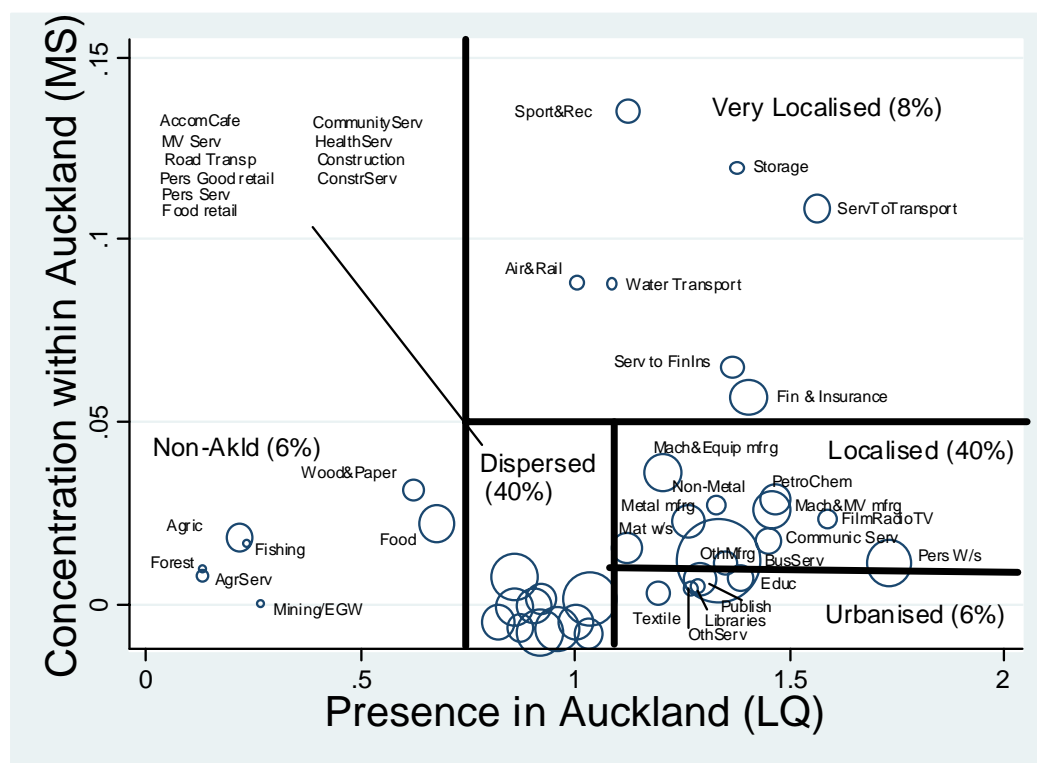 Concentration within Auckland (MS)
.15
.1
.05
0
AccomCafe
MV Serv
Road Transp
Pers Good retail
Pers Serv
Food retail
CommunityServ
HealthServ
Construction
ConstrServ
Sport&Rec
Very Localised (8%)
Storage
ServToTransport
Air&Rail
Water Transport
Serv to FinIns
Fin & Insurance
Non-Akld (6%)
Wood&Paper
Food
Agric
Fishing
Forest
AgrServ
Mining/EGW
Dispersed
(40%)
Mach&Equip mfrg
Localised (40%)
Non-Metal
PetroChem
Metal mfrg
Mach&MV mfrg
FilmRadioTV
Mat w/s
Communic Serv
OthMfrg
BusServ
Pers W/s
Educ
Publish
Textile
Libraries
OthServ
Urbanised (6%)
0
.5
1
1.5
2
Presence in Auckland (LQ)